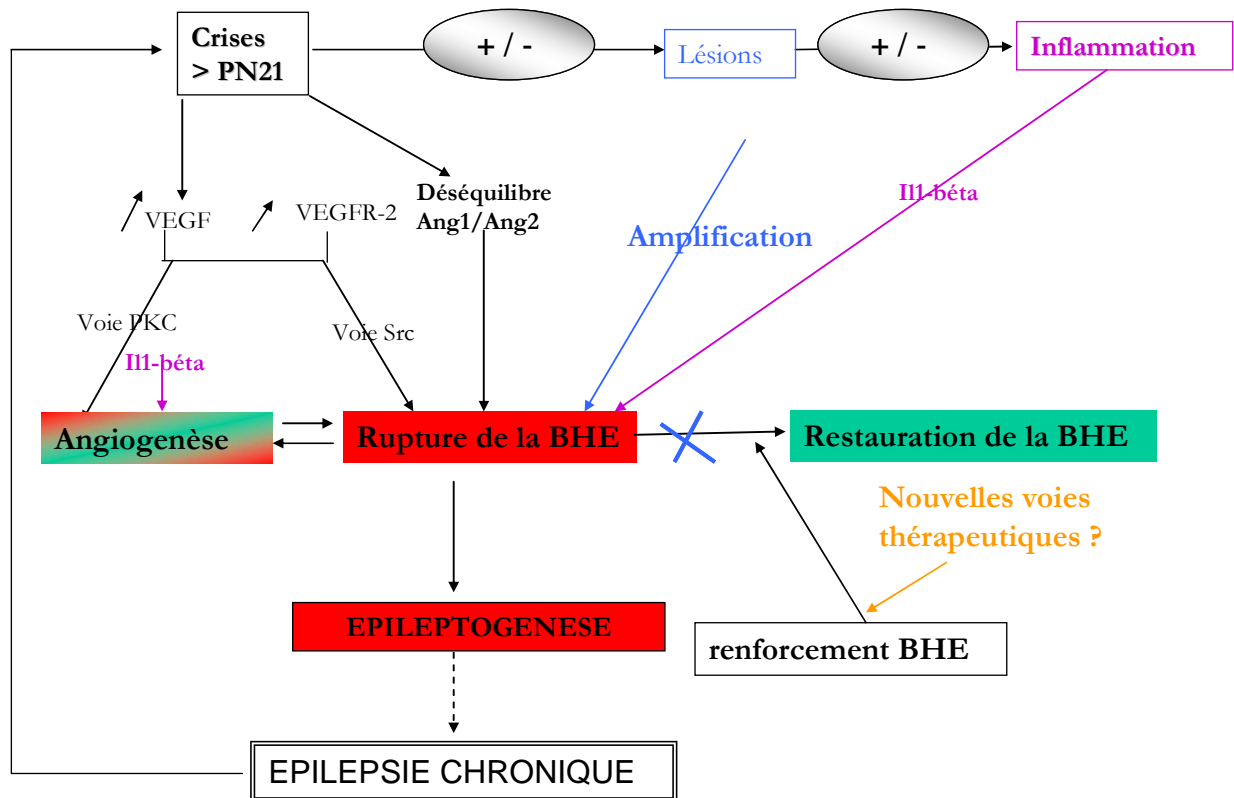 Crises
> PN21
+ / -
Lésions
+ / -
Inflammation
VEGF
VEGFR-2
Déséquilibre
Ang1/Ang2
Il1-béta
Amplification
Voie PKC
Voie Src
Il1-béta
Angiogenèse
Rupture de la BHE
Restauration de la BHE
Nouvelles voies
thérapeutiques ?
EPILEPTOGENESE
renforcement BHE
EPILEPSIE CHRONIQUE